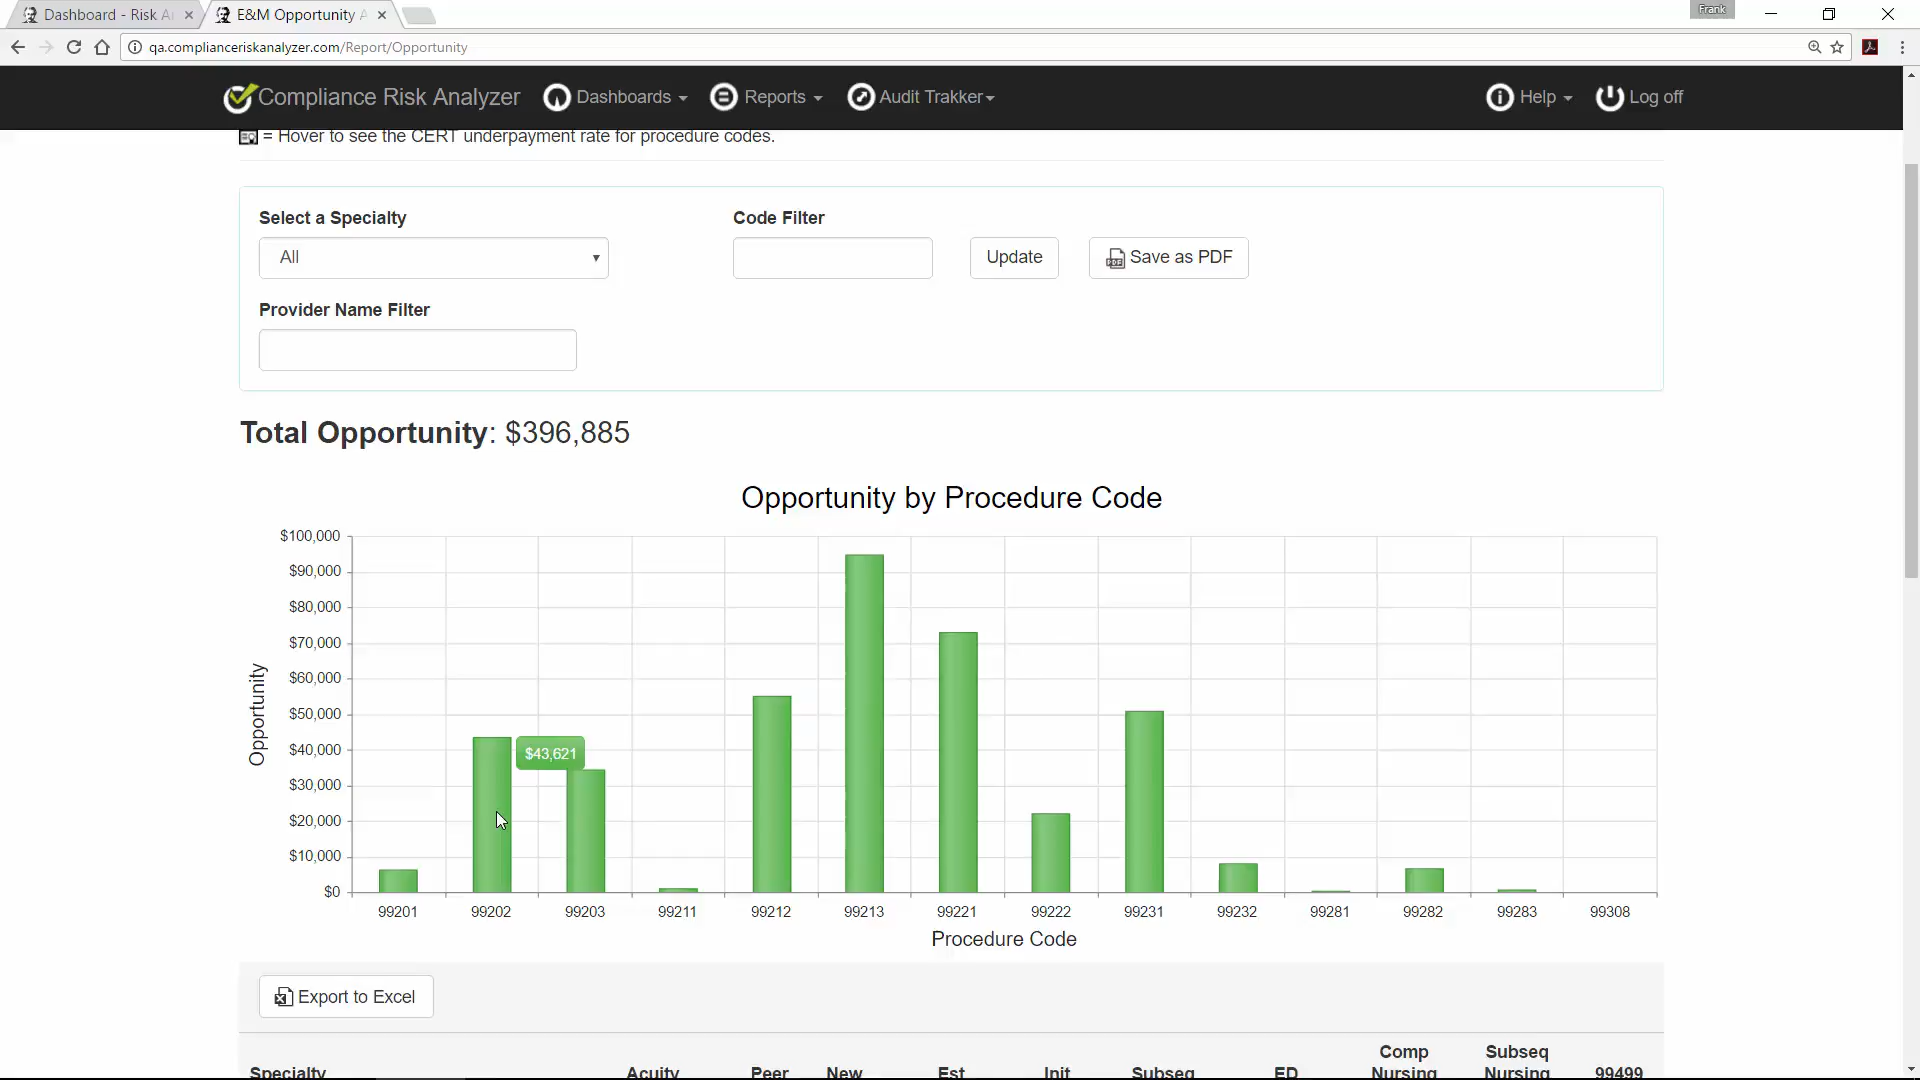 Dashboard - Risk A
E&M Opportunity A
Frank
qa.complianceriskanalyzer.com/Report/Opportunity
Compliance Risk Analyzer
Dashboards
Reports
Audit Trakker
Help
Log off
= Hover to see the CERT underpayment rate for procedure codes.
Select a Specialty
Code Filter
All
Update
Save as PDF
Provider Name Filter
Total Opportunity: $396,885
Opportunity by Procedure Code
$100,000
$90,000
$80,000
$70,000
$60,000
$50,000
$40,000
$30,000
$20,000
$10,000
$0
Opportunity
$43,621
99201 99202 99203 99211 99212 99213 99221 99222 99231 99232 99281 99282 99283 99308
Procedure Code
Export to Excel
Comp Subseq
Specialty Acuity Peer New Est Init Subseq ED Nursing Nursing 99499